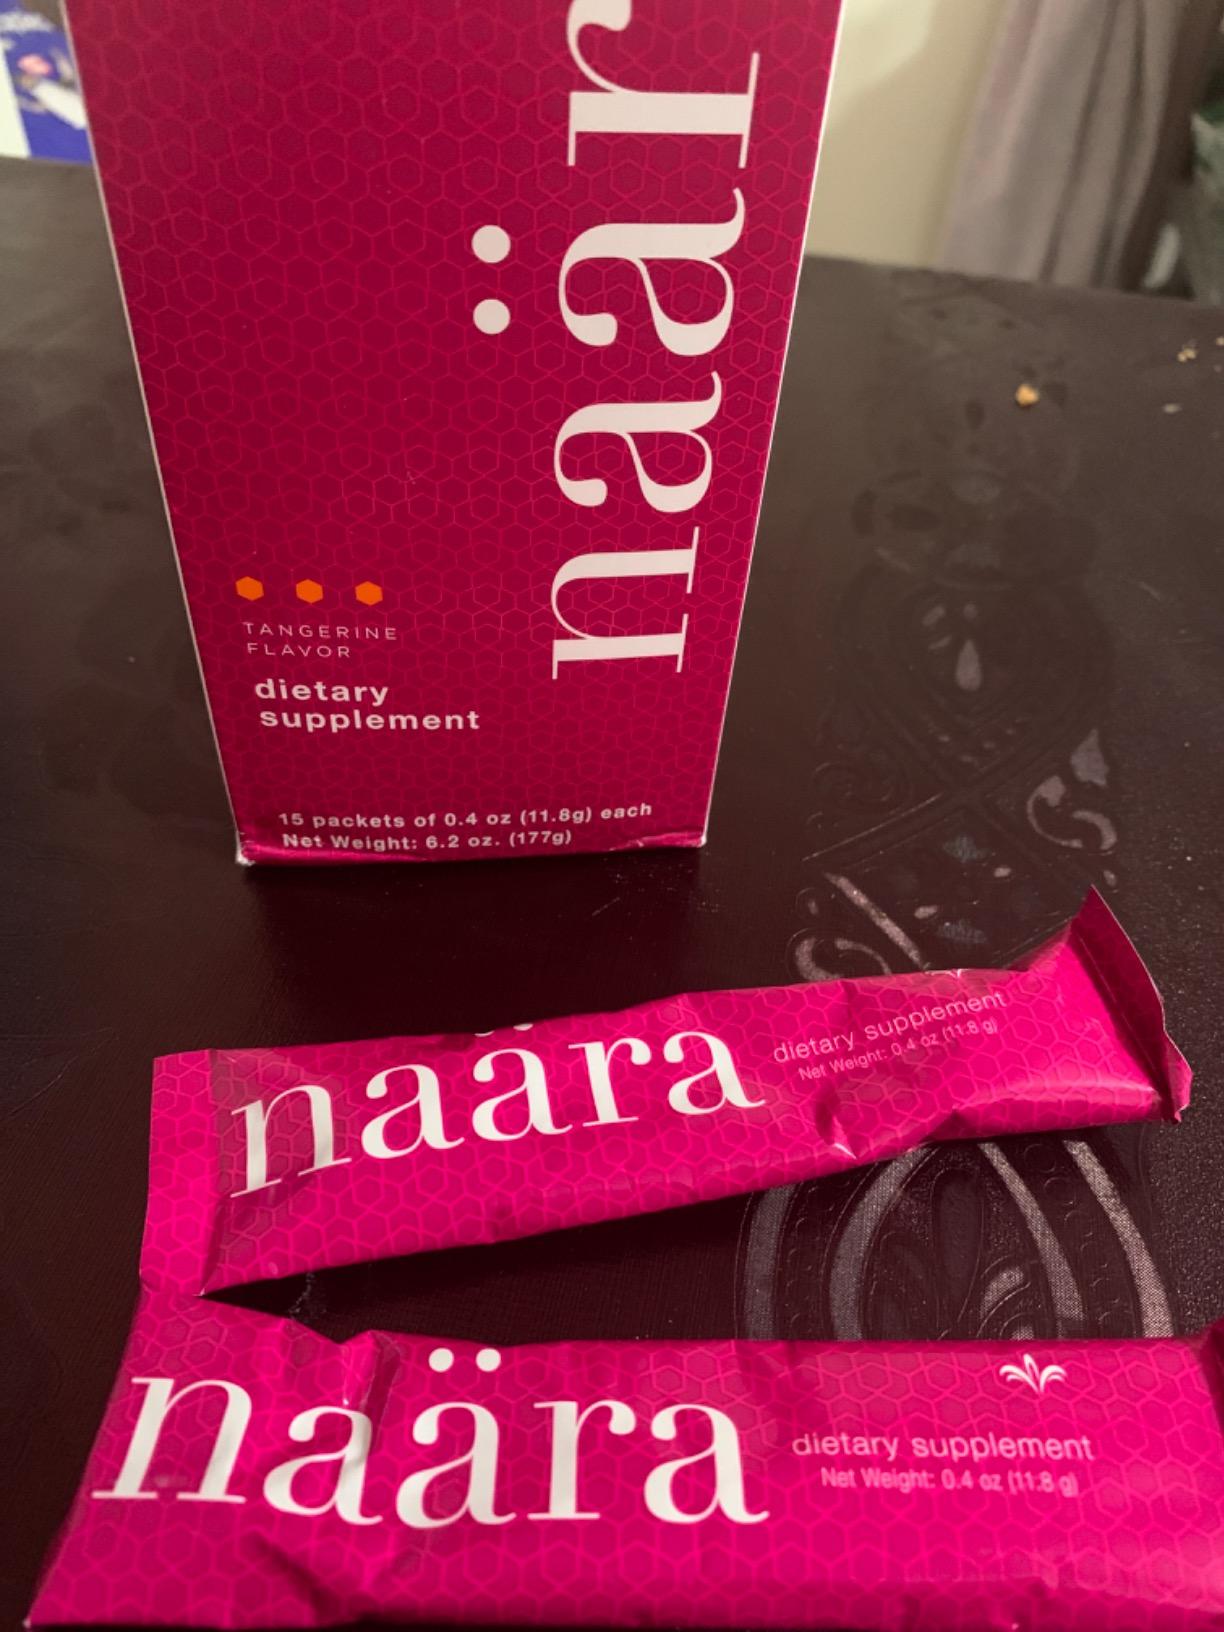 naär
TANGERINE
FLAVOR
dietary
supplement
15 packets of 0.4 oz (11.8g) each
Net Weight: 6.2 oz. (177g)
naära
dietary supplement
Net Weight: 0.4 oz (11.8 g)
naära
dietary supplement
Net Weight: 0.4 oz (11.8 g)